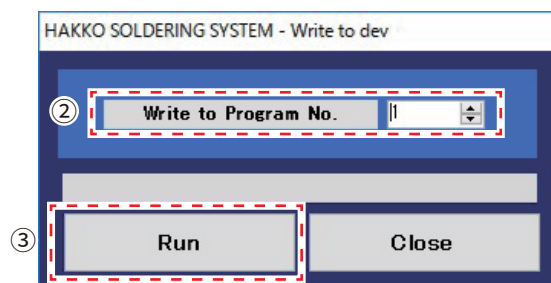 HAKKO SOLDERING SYSTEM - Write to dev
② Write to Program No. 1
③ Run Close